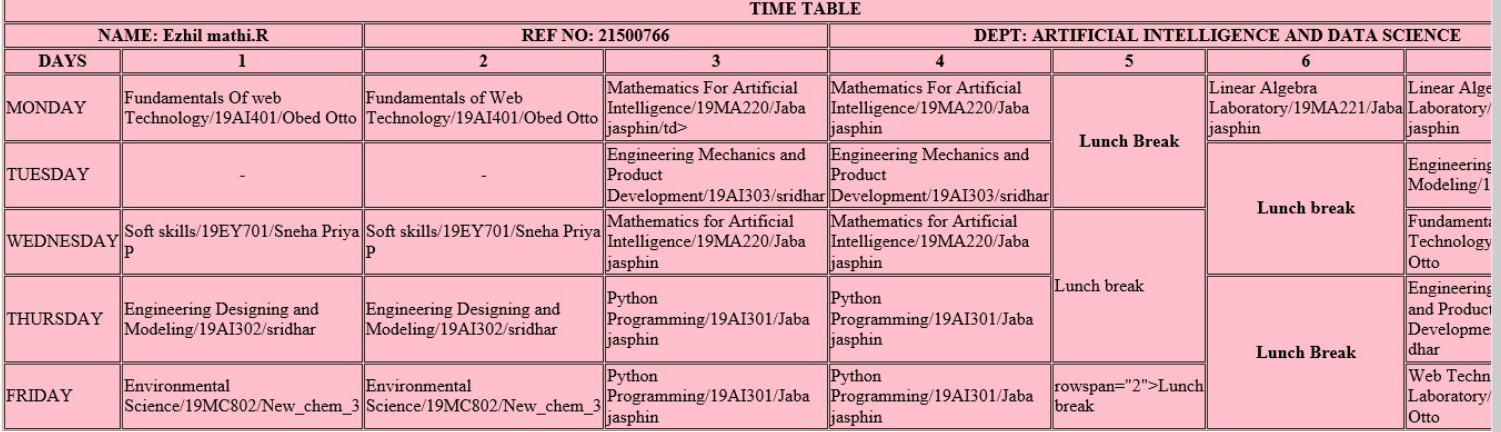 TIME TABLE
NAME: Ezhil mathi.R
REF NO: 21500766
DEPT: ARTIFICIAL INTELLIGENCE AND DATA SCIENCE
DAYS
1
2
3
4
5
6
MONDAY
Fundamentals Of web
Technology/19AI401/Obed Otto
Fundamentals of Web
Technology/19AI401/Obed Otto
Mathematics For Artificial
Intelligence/19MA220/Jaba
jasphin/td>
Mathematics For Artificial
Intelligence/19MA220/Jaba
jasphin
Lunch Break
Linear Algebra
Laboratory/19MA221/Jaba
jasphin
Linear Alge
Laboratory/
jasphin
TUESDAY
-
-
Engineering Mechanics and
Product
Development/19AI303/sridhar
Engineering Mechanics and
Product
Development/19AI303/sridhar
Lunch break
Engineering
Modeling/1
WEDNESDAY
Soft skills/19EY701/Sneha Priya
P
Soft skills/19EY701/Sneha Priya
P
Mathematics for Artificial
Intelligence/19MA220/Jaba
jasphin
Mathematics for Artificial
Intelligence/19MA220/Jaba
jasphin
Lunch break
Fundamenta
Technology
Otto
THURSDAY
Engineering Designing and
Modeling/19AI302/sridhar
Engineering Designing and
Modeling/19AI302/sridhar
Python
Programming/19AI301/Jaba
jasphin
Python
Programming/19AI301/Jaba
jasphin
Lunch Break
Engineering
and Product
Developme
dhar
FRIDAY
Environmental
Science/19MC802/New_chem_3
Environmental
Science/19MC802/New_chem_3
Python
Programming/19AI301/Jaba
jasphin
Python
Programming/19AI301/Jaba
jasphin
rowspan="2">Lunch
break
Web Techn
Laboratory/
Otto